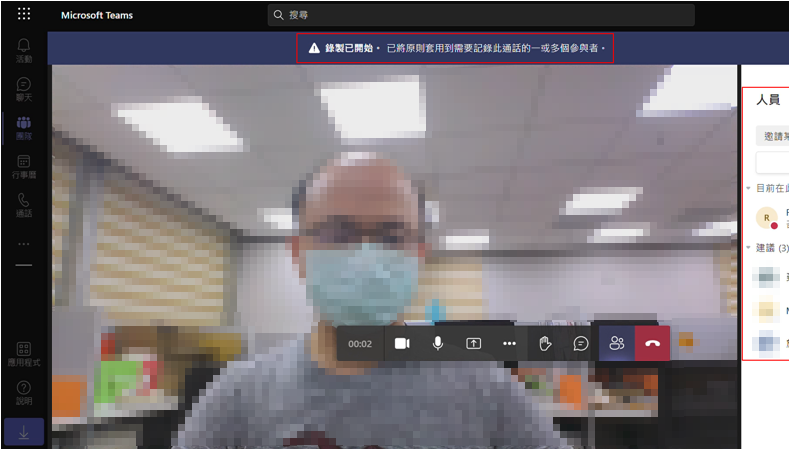 Microsoft Teams
搜尋
活動
聊天
團隊
行事曆
通話
應用程式
說明
錄製已開始。 已將原則套用到需要記錄此通話的一或多個參與者。
00:02
人員
邀請
目前在
R
建議 (3)